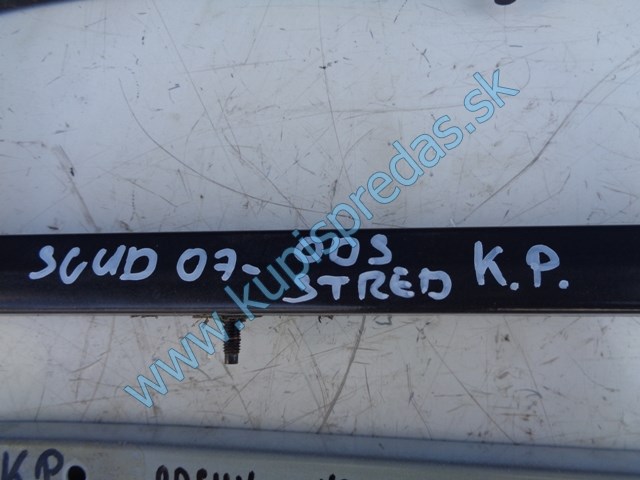 SCUD 07- POS K.P.
STRED
www.kupispredas.sk
K.P.